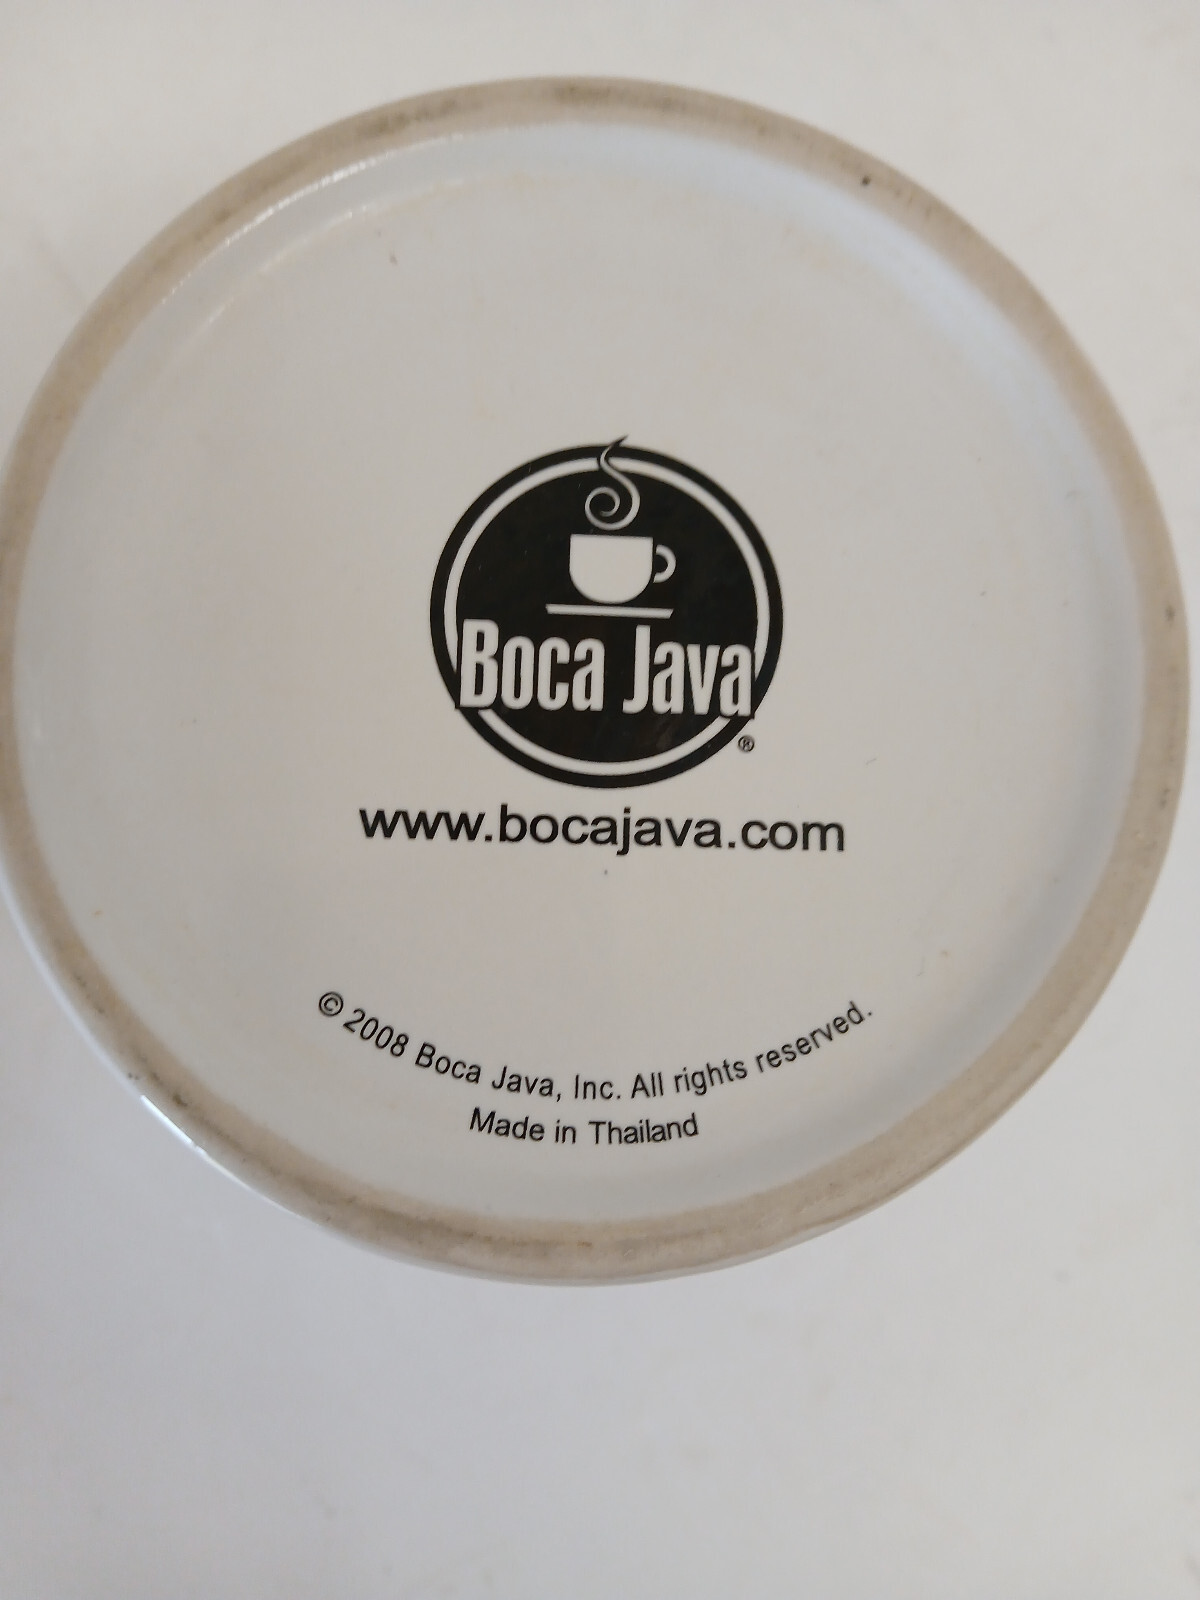 Boca Java
®
www.bocajava.com
© 2008 Boca Java, Inc. All rights reserved.
Made in Thailand